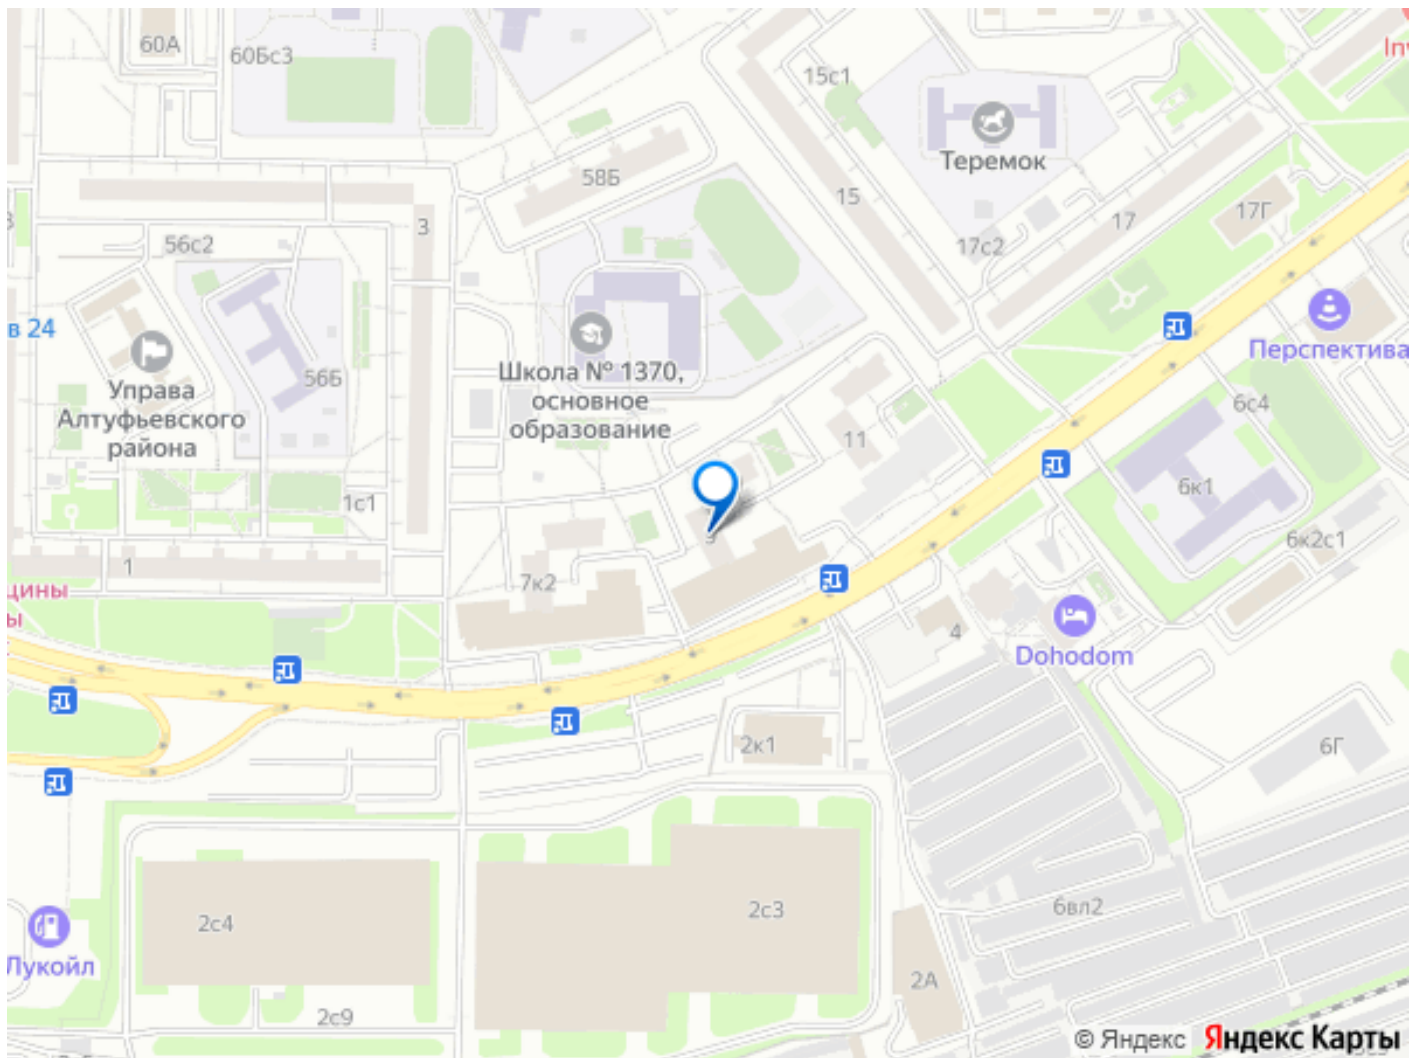 60А
60Бс3
15с1
Inv
Теремок
58Б
15
17
17Г
3
17с2
56с2
в 24
Управа
Алтуфьевского
района
56Б
Школа № 1370,
основное
образование
Перспектива
11
6с4
6к1
6к2с1
1с1
1
7к2
цины
ы
4
Dohodom
2к1
6Г
2с4
2с3
6вл2
Лукойл
2А
2с9
© Яндекс Яндекс Карты